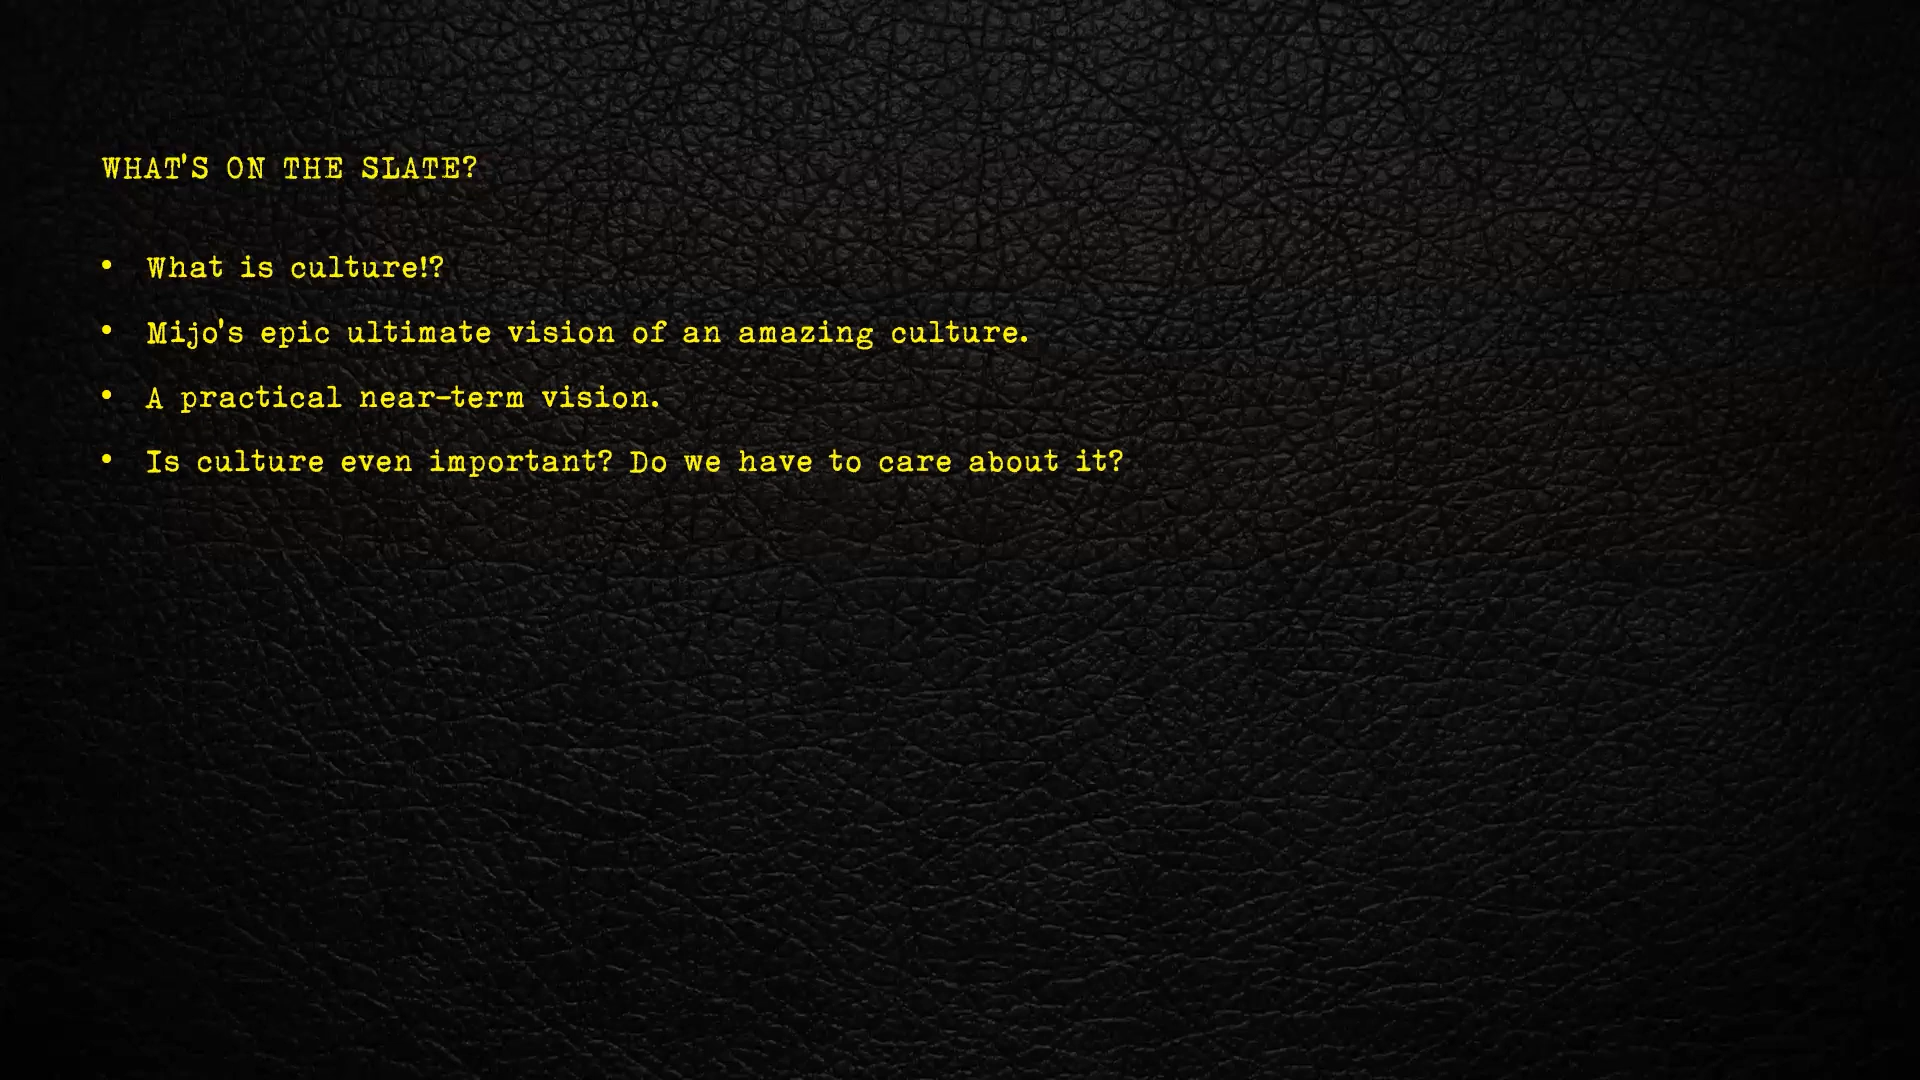 WHAT'S ON THE SLATE?
• What is culture!?
• Mijo's epic ultimate vision of an amazing culture.
• A practical near-term vision.
• Is culture even important? Do we have to care about it?